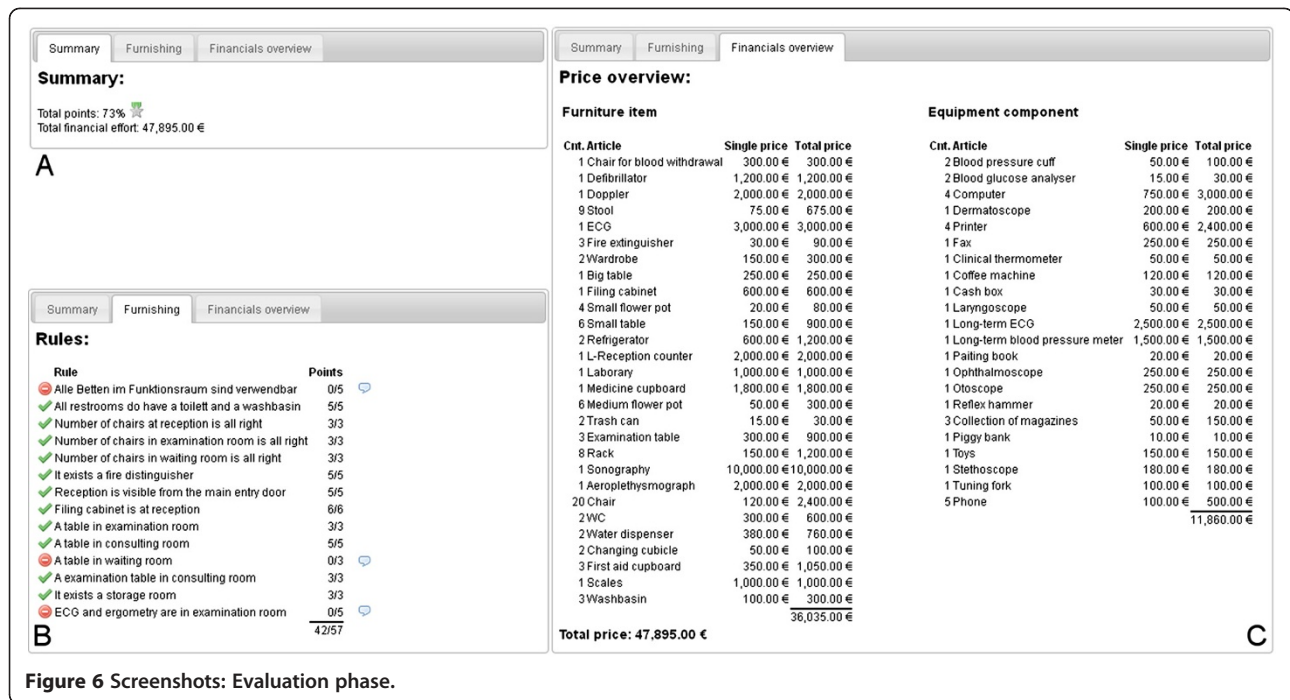 Summary Furnishing Financials overview
Summary:
Total points: 73%
Total financial effort: 47,895.00 €
A
Summary Furnishing Financials overview
Rules:
Rule Points
Alle Betten im Funktionsraum sind verwendbar 0/5
All restrooms do have a toilett and a washbasin 5/5
Number of chairs at reception is all right 3/3
Number of chairs in examination room is all right 3/3
Number of chairs in waiting room is all right 3/3
It exists a fire distinguisher 5/5
Reception is visible from the main entry door 5/5
Filing cabinet is at reception 6/6
A table in examination room 3/3
A table in consulting room 5/5
A table in waiting room 0/3
A examination table in consulting room 3/3
It exists a storage room 3/3
ECG and ergometry are in examination room 0/5
42/57
B
Summary Furnishing Financials overview
Price overview:
Furniture item
Cnt. Article Single price Total price
1 Chair for blood withdrawal 300.00 € 300.00 €
1 Defibrillator 1,200.00 € 1,200.00 €
1 Doppler 2,000.00 € 2,000.00 €
9 Stool 75.00 € 675.00 €
1 ECG 3,000.00 € 3,000.00 €
3 Fire extinguisher 30.00 € 90.00 €
2 Wardrobe 150.00 € 300.00 €
1 Big table 250.00 € 250.00 €
1 Filing cabinet 600.00 € 600.00 €
4 Small flower pot 20.00 € 80.00 €
6 Small table 150.00 € 900.00 €
2 Refrigerator 600.00 € 1,200.00 €
1 L-Reception counter 2,000.00 € 2,000.00 €
1 Laborary 1,000.00 € 1,000.00 €
1 Medicine cupboard 1,800.00 € 1,800.00 €
6 Medium flower pot 50.00 € 300.00 €
2 Trash can 15.00 € 30.00 €
3 Examination table 300.00 € 900.00 €
8 Rack 150.00 € 1,200.00 €
1 Sonography 10,000.00 € 10,000.00 €
1 Aeroplethysmograph 2,000.00 € 2,000.00 €
20 Chair 120.00 € 2,400.00 €
2 WC 300.00 € 600.00 €
2 Water dispenser 380.00 € 760.00 €
2 Changing cubicle 50.00 € 100.00 €
3 First aid cupboard 350.00 € 1,050.00 €
1 Scales 1,000.00 € 1,000.00 €
3 Washbasin 100.00 € 300.00 €
36,035.00 €
Equipment component
Cnt. Article Single price Total price
2 Blood pressure cuff 50.00 € 100.00 €
2 Blood glucose analyser 15.00 € 30.00 €
4 Computer 750.00 € 3,000.00 €
1 Dermatoscope 200.00 € 200.00 €
4 Printer 600.00 € 2,400.00 €
1 Fax 250.00 € 250.00 €
1 Clinical thermometer 50.00 € 50.00 €
1 Coffee machine 120.00 € 120.00 €
1 Cash box 30.00 € 30.00 €
1 Laryngoscope 50.00 € 50.00 €
1 Long-term ECG 2,500.00 € 2,500.00 €
1 Long-term blood pressure meter 1,500.00 € 1,500.00 €
1 Paiting book 20.00 € 20.00 €
1 Ophthalmoscope 250.00 € 250.00 €
1 Otoscope 250.00 € 250.00 €
1 Reflex hammer 20.00 € 20.00 €
3 Collection of magazines 50.00 € 150.00 €
1 Piggy bank 10.00 € 10.00 €
1 Toys 150.00 € 150.00 €
1 Stethoscope 180.00 € 180.00 €
1 Tuning fork 100.00 € 100.00 €
5 Phone 100.00 € 500.00 €
11,860.00 €
Total price: 47,895.00 €
C
Figure 6 Screenshots: Evaluation phase.